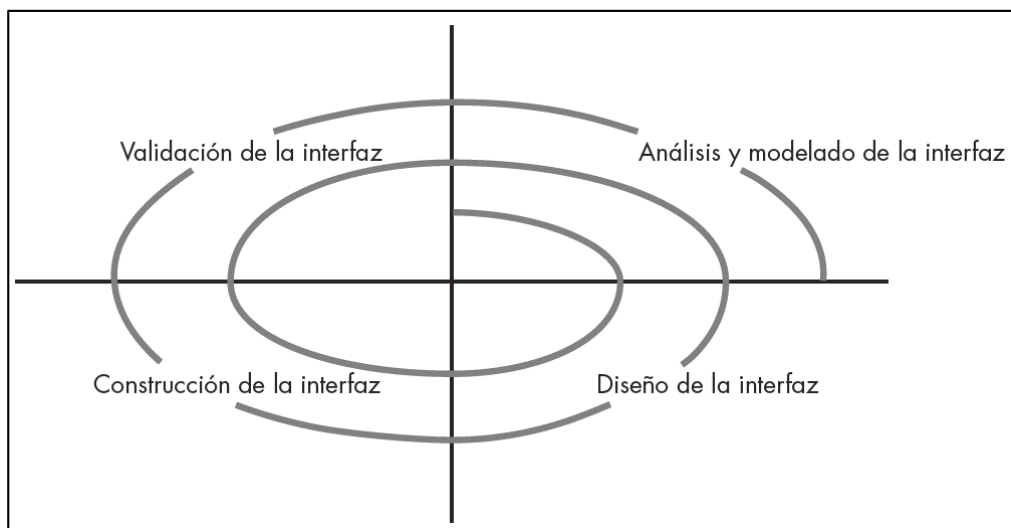 Validación de la interfaz
Análisis y modelado de la interfaz
Construcción de la interfaz
Diseño de la interfaz